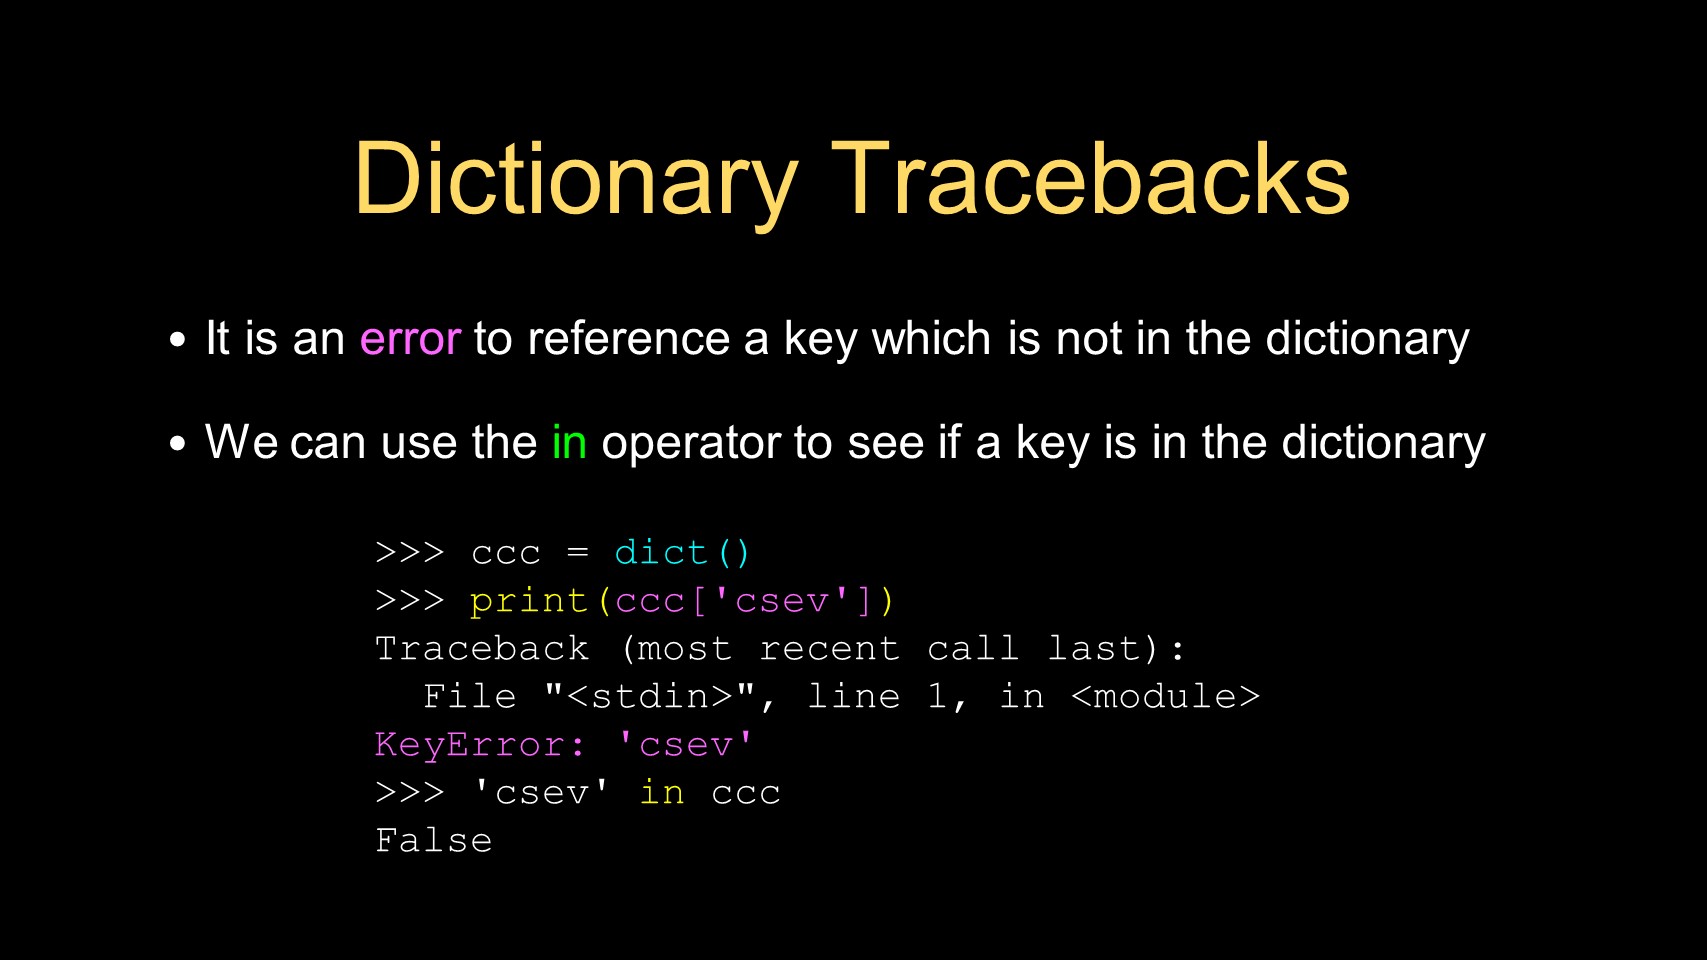 Dictionary Tracebacks
• It is an error to reference a key which is not in the dictionary
• We can use the in operator to see if a key is in the dictionary
>>> ccc = dict()
>>> print(ccc['csev'])
Traceback (most recent call last):
  File "<stdin>", line 1, in <module>
KeyError: 'csev'
>>> 'csev' in ccc
False